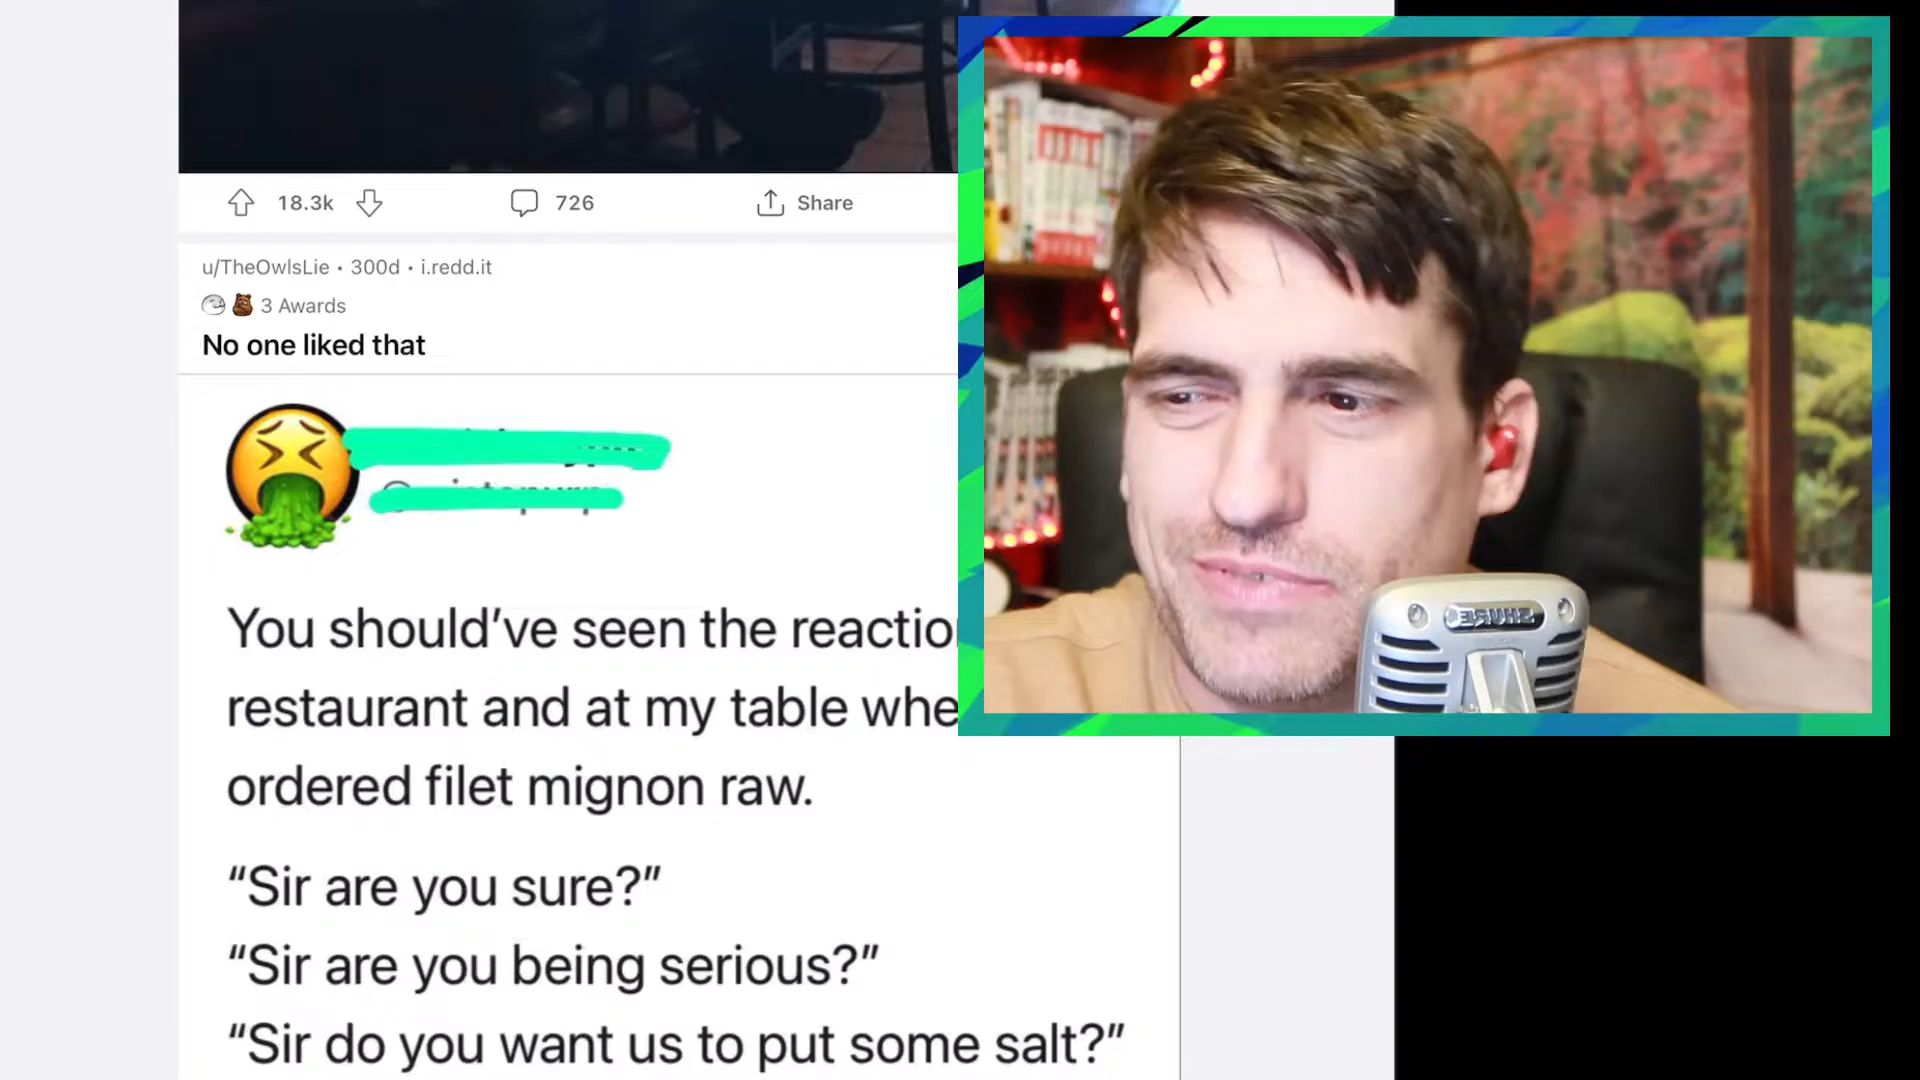 18.3k 726 Share
u/TheOwlsLie • 300d • i.redd.it
3 Awards
No one liked that
You should’ve seen the
restaurant and at my table
ordered filet mignon raw.
“Sir are you sure?”
“Sir are you being serious?”
“Sir do you want us to put some salt?”
SHURE